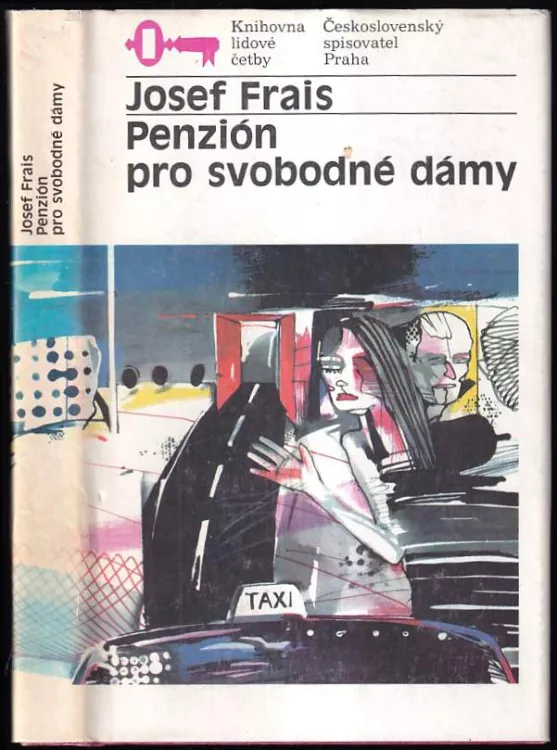 Knihovna
lidové
četby
Československý
spisovatel
Praha
Josef Frais
Penzión
pro svobodné dámy
Josef Frais
Penzión
pro svobodné dámy
TAXI